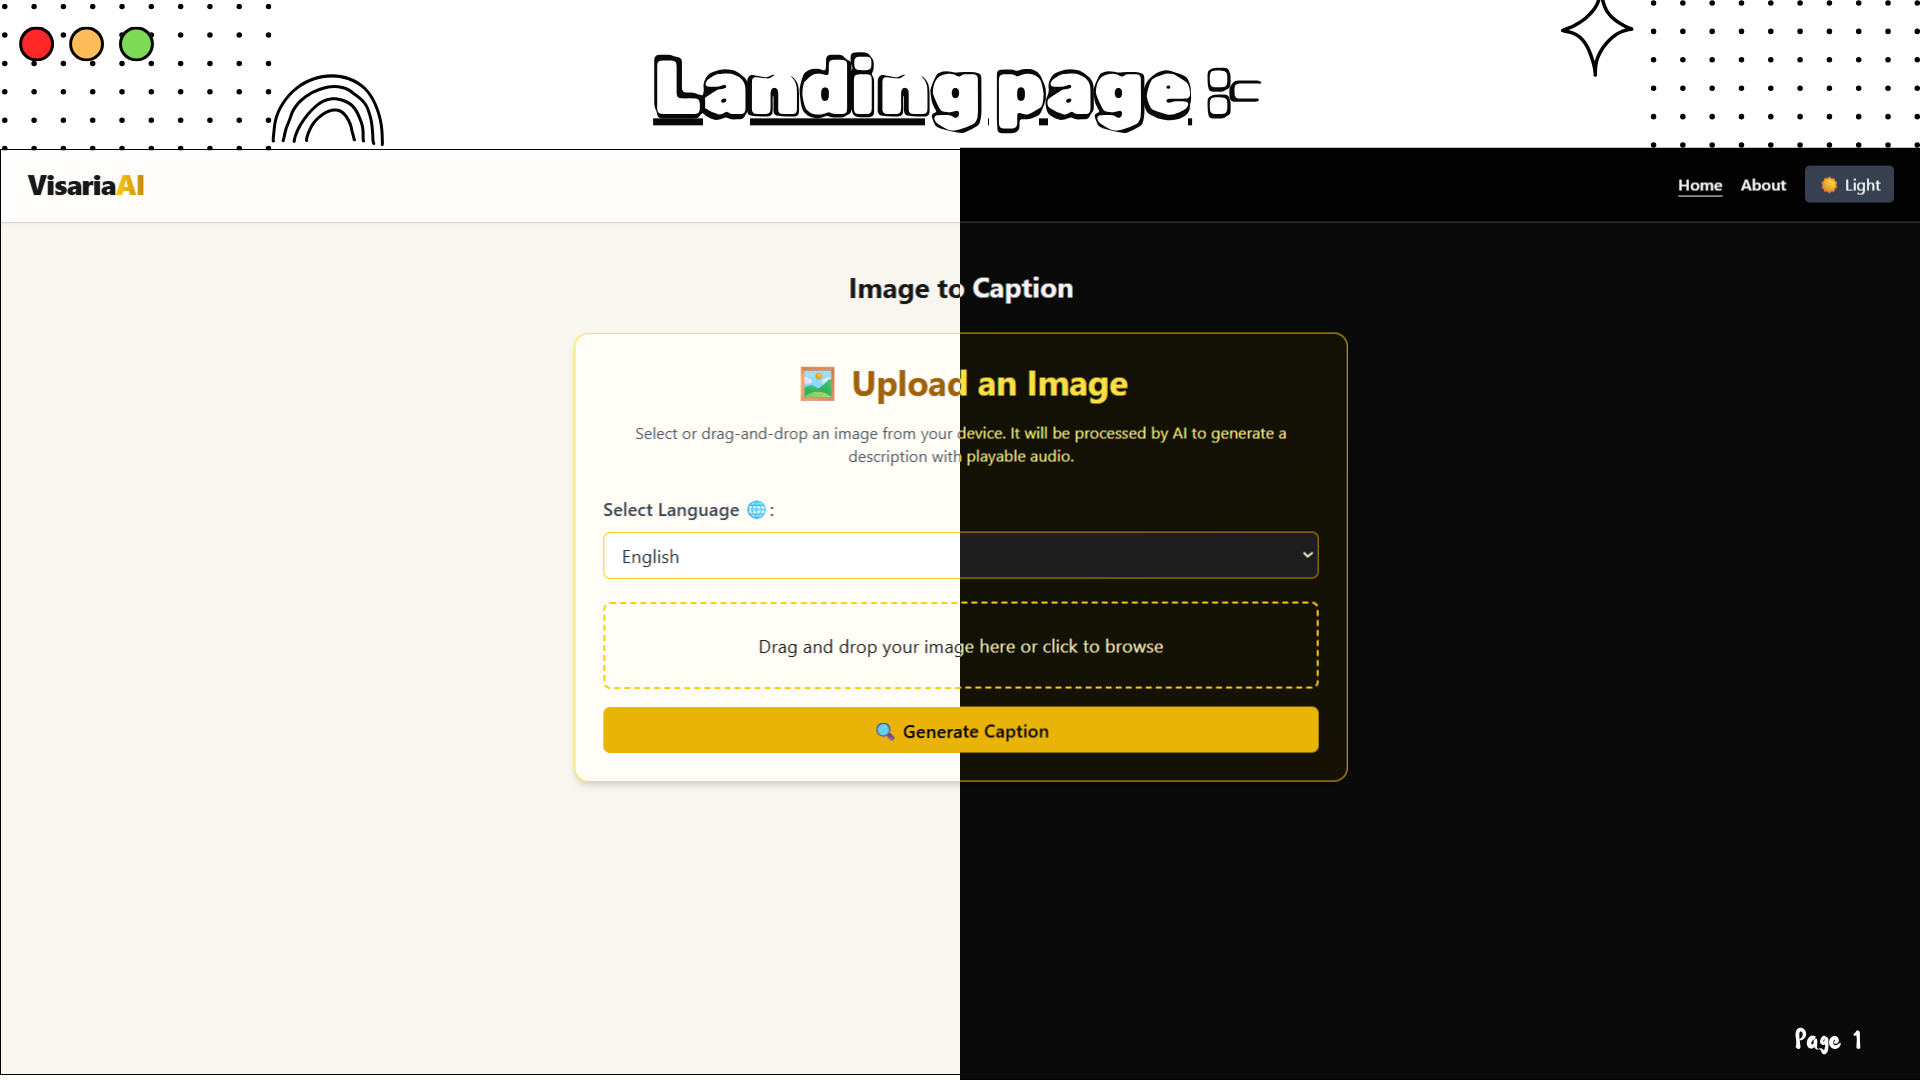 Landing page :-
VisariaAI
Home About Light
Image to Caption
Upload an Image
Select or drag-and-drop an image from your device. It will be processed by AI to generate a
description with playable audio.
Select Language :
English
Drag and drop your image here or click to browse
Generate Caption
Page 1